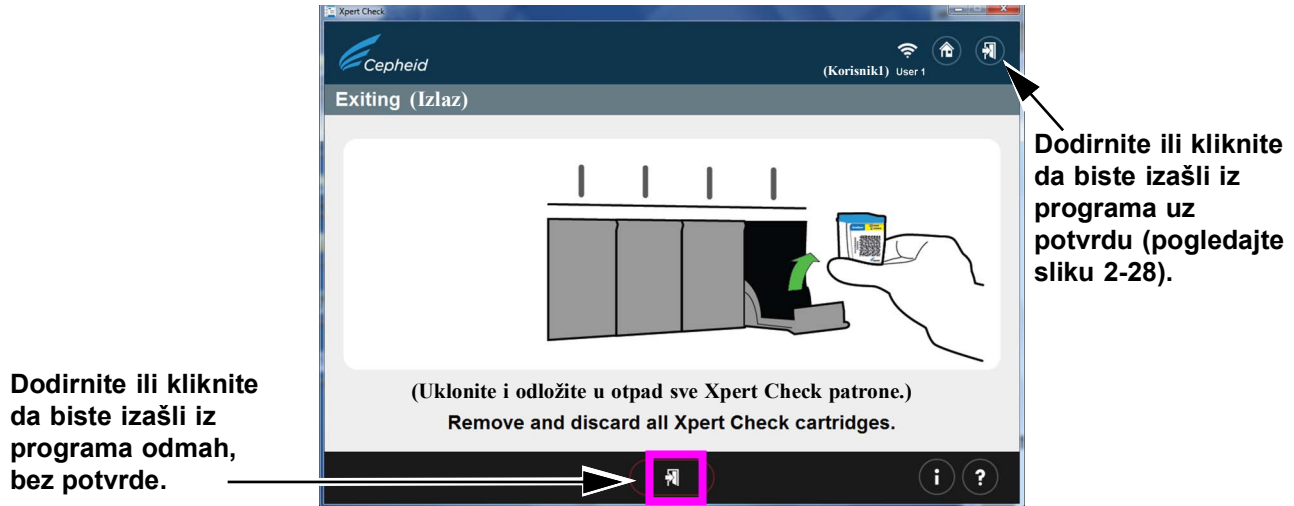 Xpert Check
Cepheid
(Korisnik1) User 1
Exiting (Izlaz)
Dodirnite ili kliknite
da biste izašli iz
programa uz
potvrdu (pogledajte
sliku 2-28).
(Uklonite i odložite u otpad sve Xpert Check patrone.)
Remove and discard all Xpert Check cartridges.
Dodirnite ili kliknite
da biste izašli iz
programa odmah,
bez potvrde.
i ?